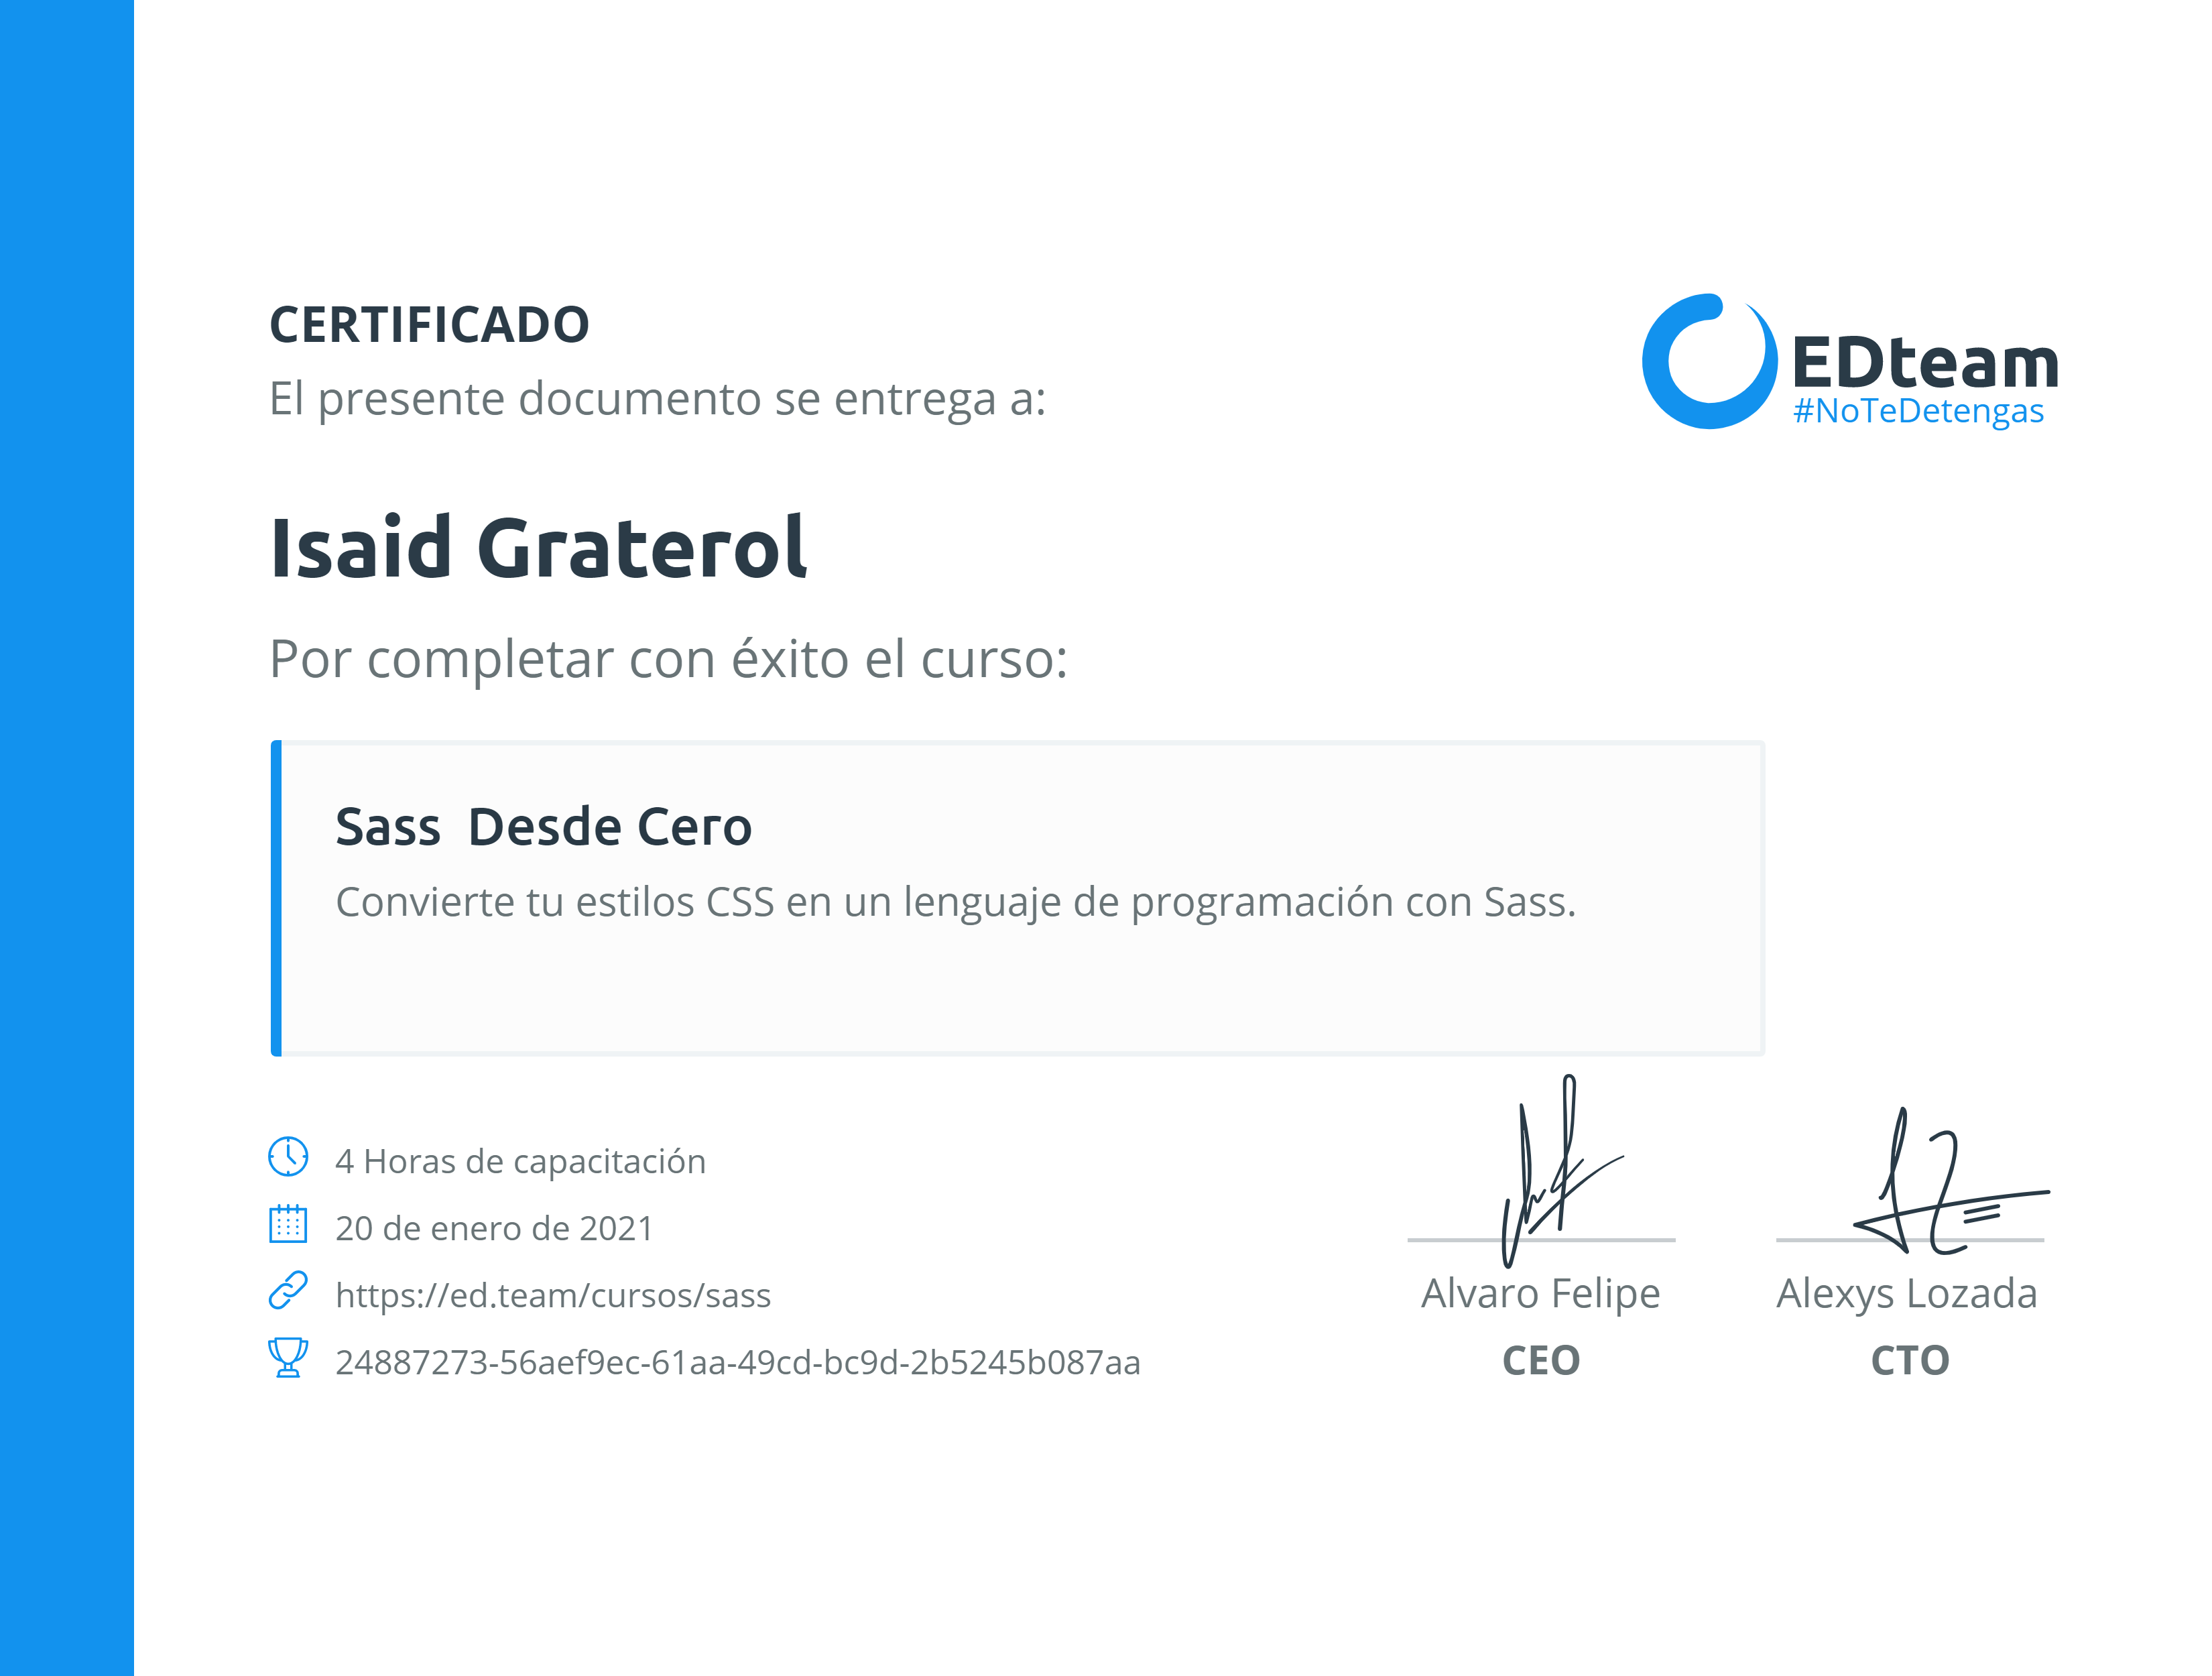 CERTIFICADO
El presente documento se entrega a:
EDteam
#NoTeDetengas
Isaid Graterol
Por completar con éxito el curso:
Sass Desde Cero
Convierte tu estilos CSS en un lenguaje de programación con Sass.
4 Horas de capacitación
20 de enero de 2021
https://ed.team/cursos/sass
24887273-56aef9ec-61aa-49cd-bc9d-2b5245b087aa
Alvaro Felipe
CEO
Alexys Lozada
CTO